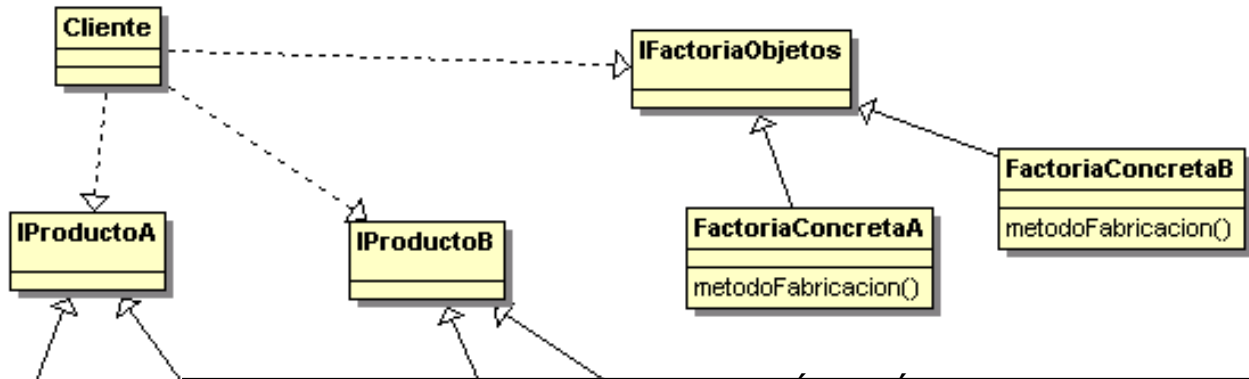 Cliente
IFactoriaObjetos
FactoriaConcretaB
metodoFabricacion()
IProductoA
IProductoB
FactoriaConcretaA
metodoFabricacion()